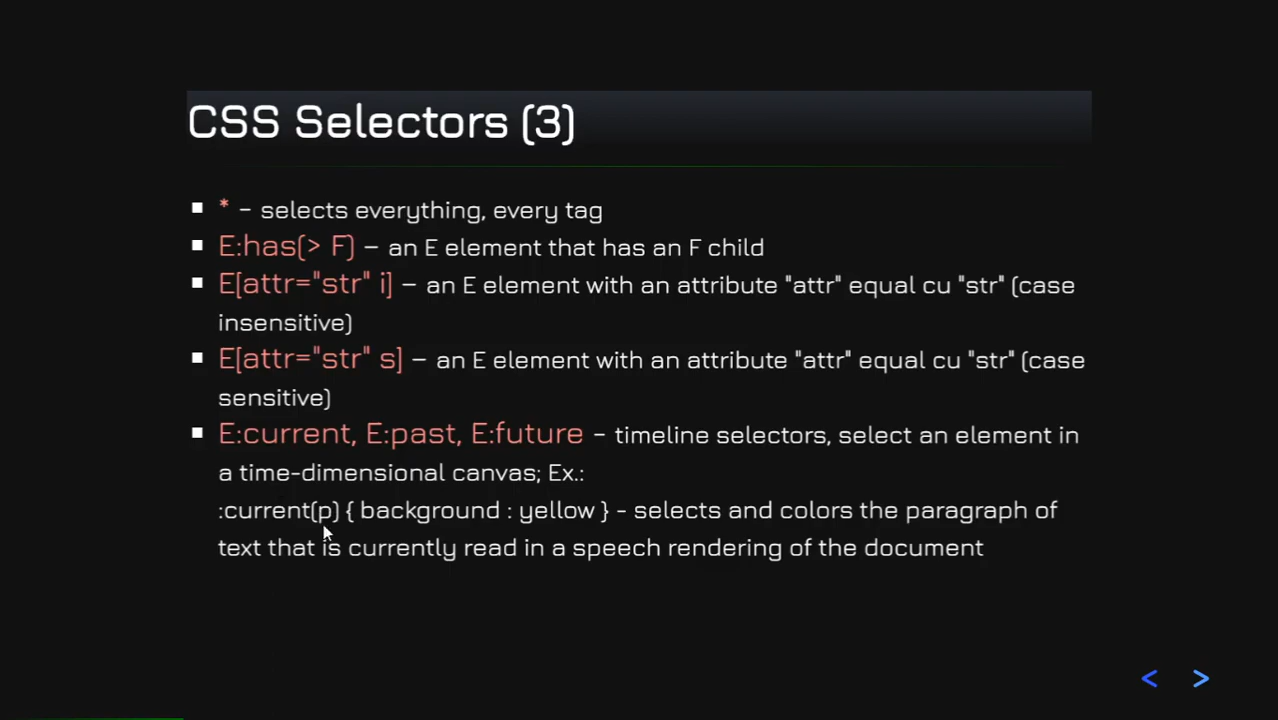 CSS Selectors (3)
* – selects everything, every tag
E:has(> F) – an E element that has an F child
E[attr="str" i] – an E element with an attribute "attr" equal cu "str" (case
insensitive)
E[attr="str" s] – an E element with an attribute "attr" equal cu "str" (case
sensitive)
E:current, E:past, E:future – timeline selectors, select an element in
a time-dimensional canvas; Ex.:
:current(p) { background : yellow } - selects and colors the paragraph of
text that is currently read in a speech rendering of the document
< >